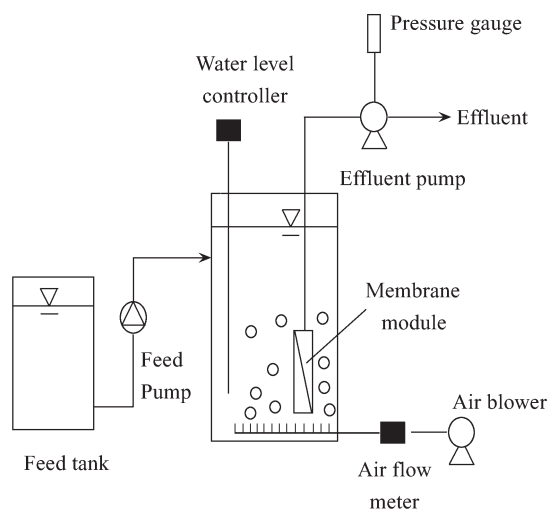 Pressure gauge
Water level
controller
Effluent
Effluent pump
Membrane
module
Feed
Pump
Air blower
Feed tank
Air flow
meter